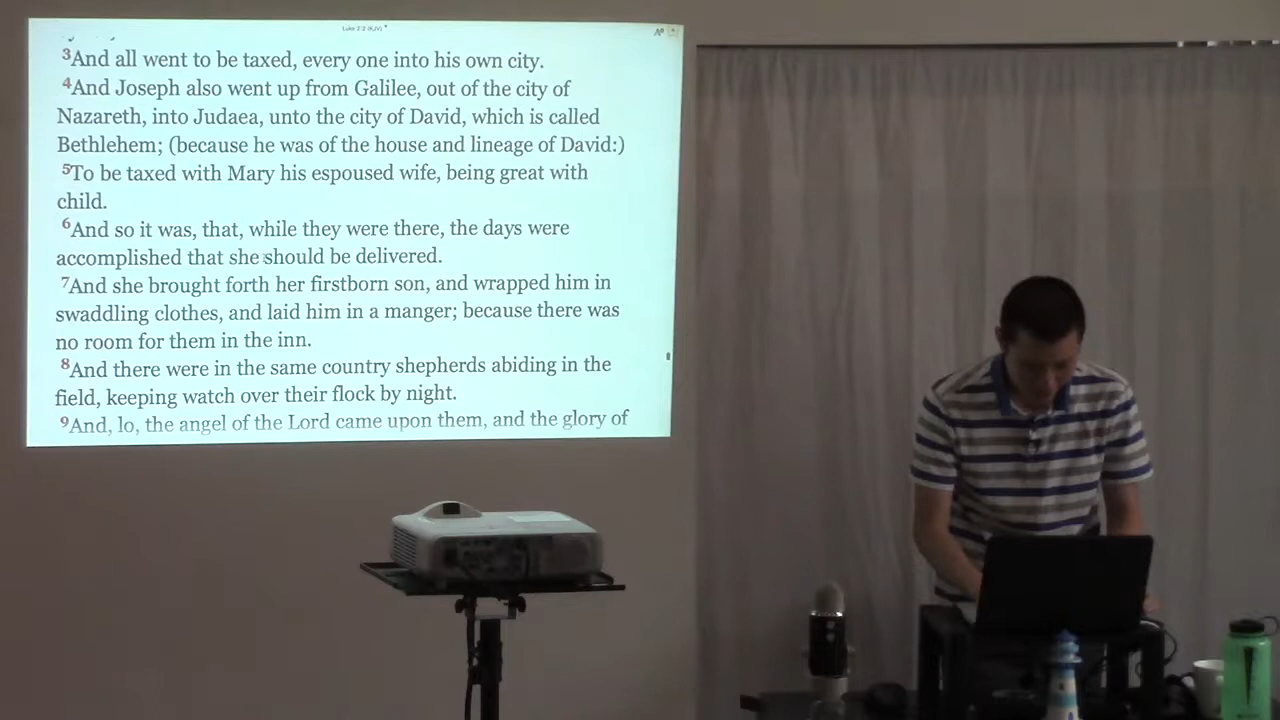 Luke 2:2 (KJV)
3And all went to be taxed, every one into his own city.
4And Joseph also went up from Galilee, out of the city of
Nazareth, into Judaea, unto the city of David, which is called
Bethlehem; (because he was of the house and lineage of David:)
5To be taxed with Mary his espoused wife, being great with
child.
6And so it was, that, while they were there, the days were
accomplished that she should be delivered.
7And she brought forth her firstborn son, and wrapped him in
swaddling clothes, and laid him in a manger; because there was
no room for them in the inn.
8And there were in the same country shepherds abiding in the
field, keeping watch over their flock by night.
9And, lo, the angel of the Lord came upon them, and the glory of